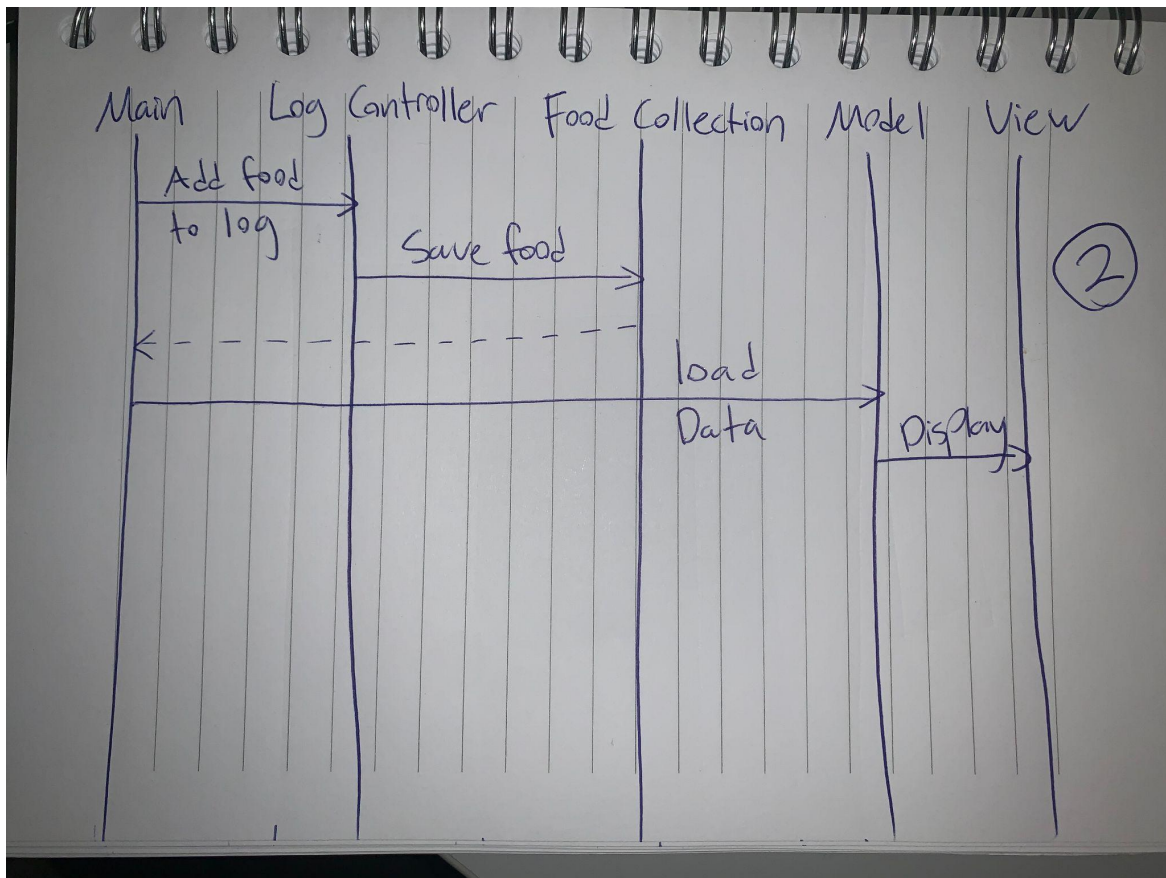 Main Log Controller Food Collection Model View
Add food
to log
Save food
2
load
Data
Display